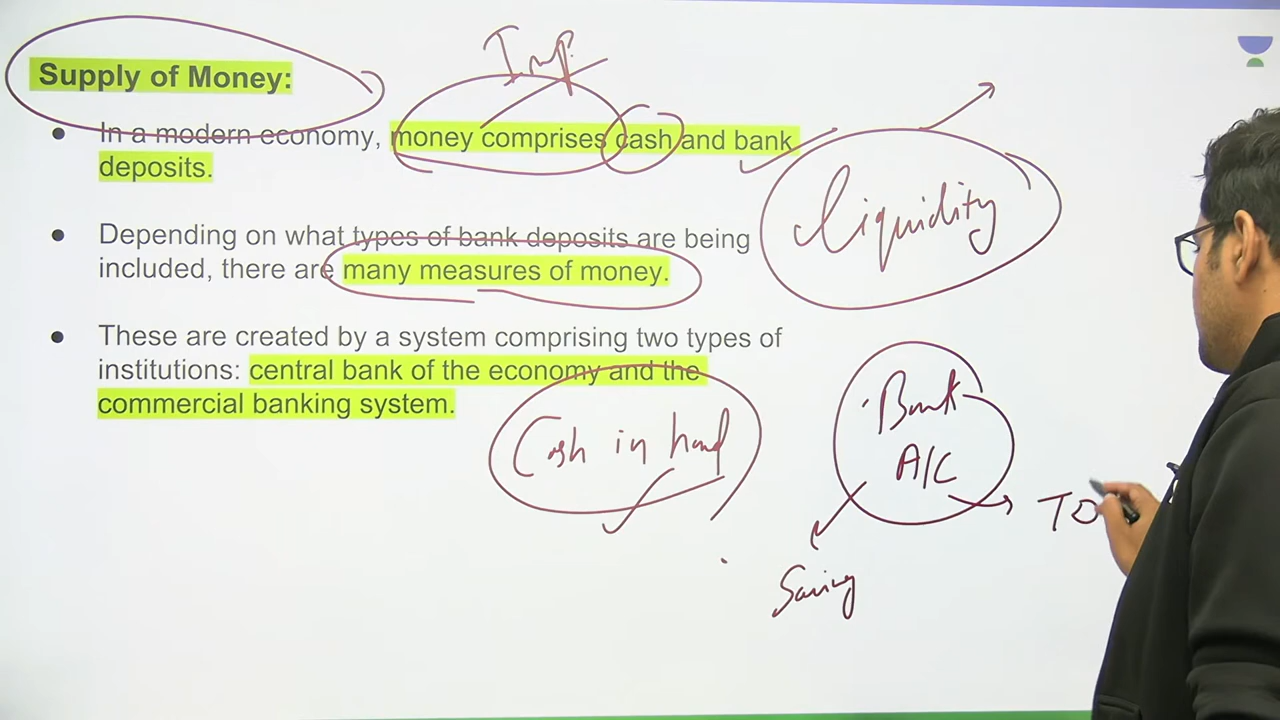 Imp.
Supply of Money:
● In a modern economy, money comprises cash and bank
deposits.
● Depending on what types of bank deposits are being
included, there are many measures of money.
● These are created by a system comprising two types of
institutions: central bank of the economy and the
commercial banking system.
liquidity
Cash in hand
Bank
A/C
Saving
TD